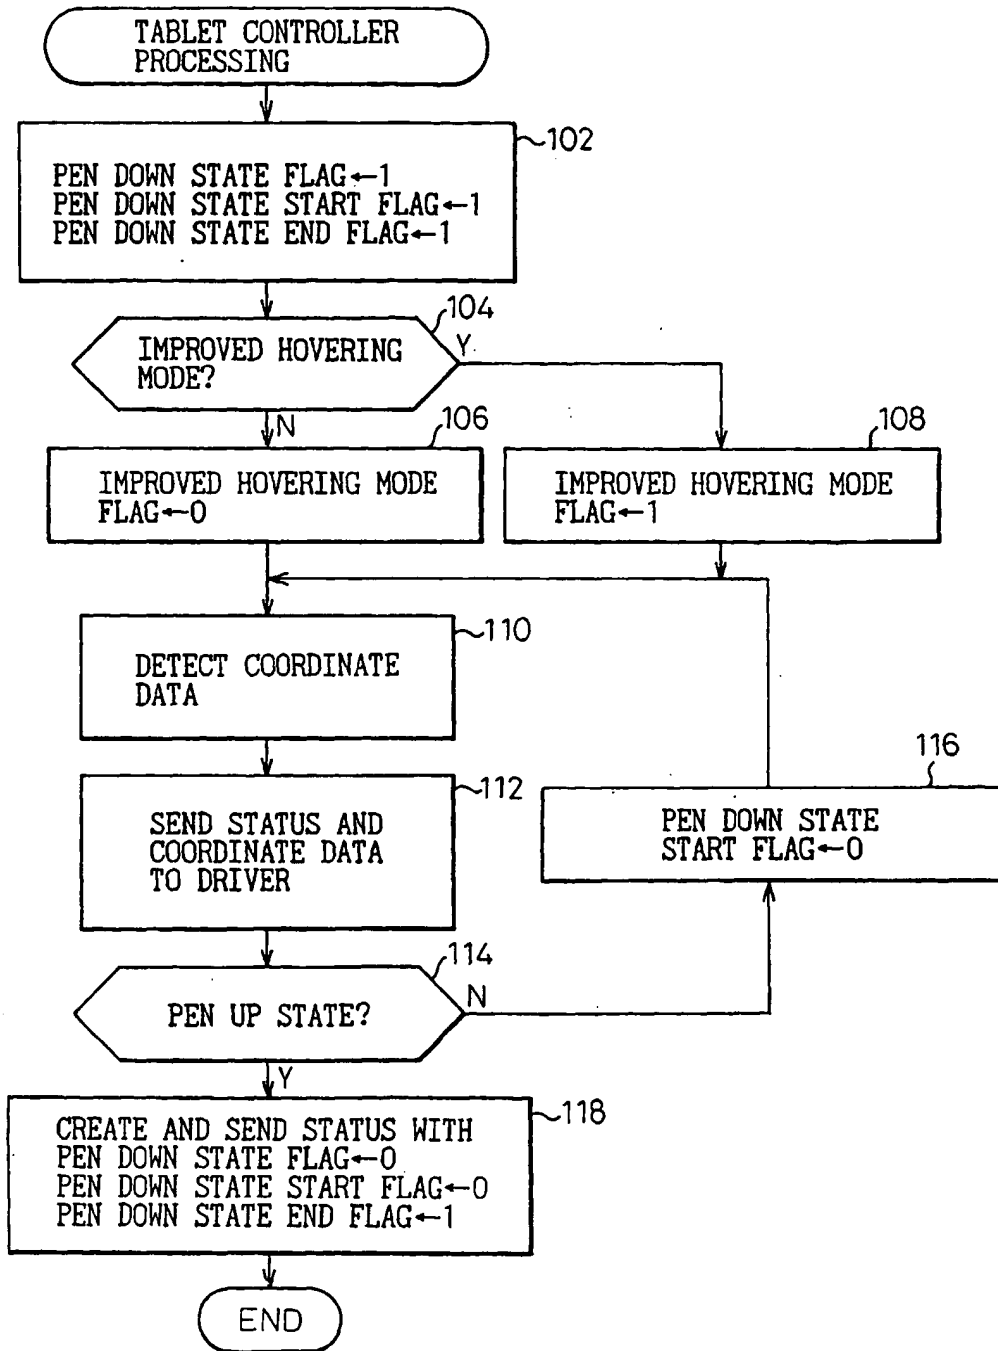 TABLET CONTROLLER
PROCESSING
102
PEN DOWN STATE FLAG←1
PEN DOWN STATE START FLAG←1
PEN DOWN STATE END FLAG←1
104
IMPROVED HOVERING
MODE?
Y
N
106
IMPROVED HOVERING MODE
FLAG←0
108
IMPROVED HOVERING MODE
FLAG←1
110
DETECT COORDINATE
DATA
112
SEND STATUS AND
COORDINATE DATA
TO DRIVER
116
PEN DOWN STATE
START FLAG←0
114
PEN UP STATE?
N
Y
118
CREATE AND SEND STATUS WITH
PEN DOWN STATE FLAG←0
PEN DOWN STATE START FLAG←0
PEN DOWN STATE END FLAG←1
END